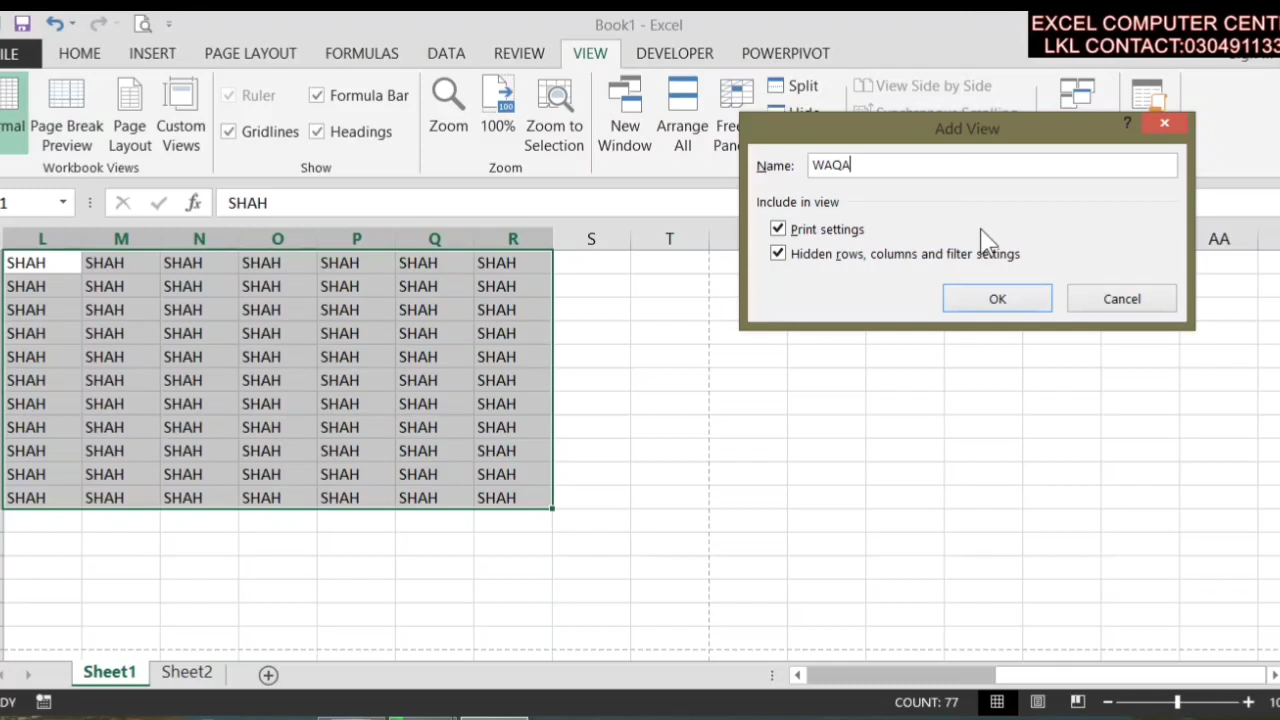 Book1 - Excel
EXCEL COMPUTER CENT
LKL CONTACT:030491133
ILE HOME INSERT PAGE LAYOUT FORMULAS DATA REVIEW VIEW DEVELOPER POWERPIVOT
rmal
Page Break Preview
Page Layout
Custom Views
Workbook Views
Ruler
Formula Bar
Gridlines
Headings
Show
Zoom
100
100%
Zoom to Selection
Zoom
New Window
Arrange All
Free
Pan
Split
View Side by Side
Add View
?
Name: WAQA
Include in view
Print settings
Hidden rows, columns and filter settings
OK Cancel
1 fx SHAH
L M N O P Q R S T AA
SHAH SHAH SHAH SHAH SHAH SHAH SHAH
SHAH SHAH SHAH SHAH SHAH SHAH SHAH
SHAH SHAH SHAH SHAH SHAH SHAH SHAH
SHAH SHAH SHAH SHAH SHAH SHAH SHAH
SHAH SHAH SHAH SHAH SHAH SHAH SHAH
SHAH SHAH SHAH SHAH SHAH SHAH SHAH
SHAH SHAH SHAH SHAH SHAH SHAH SHAH
SHAH SHAH SHAH SHAH SHAH SHAH SHAH
SHAH SHAH SHAH SHAH SHAH SHAH SHAH
SHAH SHAH SHAH SHAH SHAH SHAH SHAH
SHAH SHAH SHAH SHAH SHAH SHAH SHAH
Sheet1 Sheet2
DY COUNT: 77 10